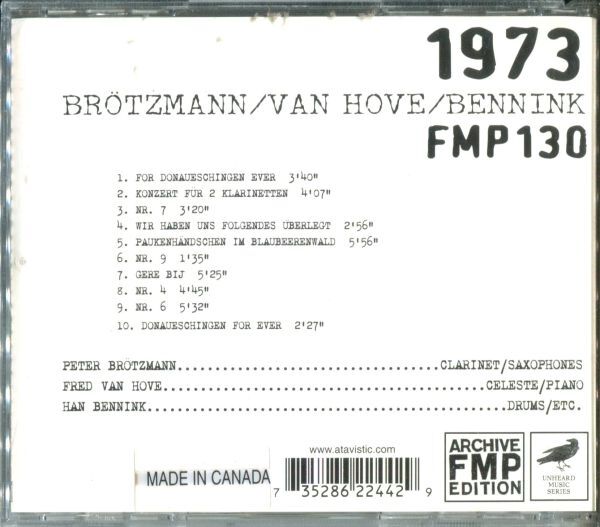 1973
BRÖTZMANN/VAN HOVE/BENNINK
FMP130
1. FOR DONAUESCHINGEN EVER 3'40"
2. KONZERT FÜR 2 KLARINETTEN 4'07"
3. NR. 7 3'20"
4. WIR HABEN UNS FOLGENDES ÜBERLEGT 2'56"
5. PAUKENHÄNDSCHEN IM BLAUBEERENWALD 5'56"
6. NR. 9 1'35"
7. GERE BIJ 5'25"
8. NR. 4 4'45"
9. NR. 6 5'32"
10. DONAUESCHINGEN FOR EVER 2'27"
PETER BRÖTZMANN...................................CLARINET/SAXOPHONES
FRED VAN HOVE...........................................CELESTE/PIANO
HAN BENNINK................................................DRUMS/ETC.
www.atavistic.com
MADE IN CANADA
7 35286 22442 9
ARCHIVE
FMP
EDITION
UNHEARD
MUSIC
SERIES